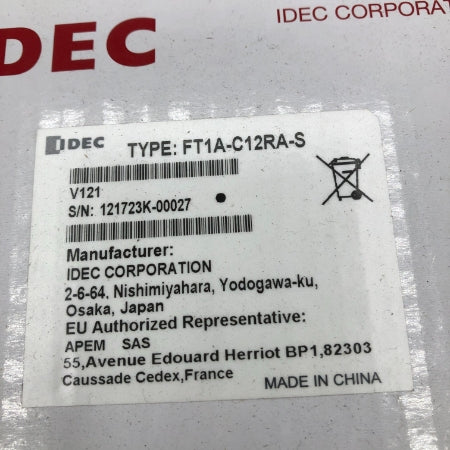 IDEC CORPORAT
DEC
IDEC
TYPE: FT1A-C12RA-S
V121
S/N: 121723K-00027
Manufacturer:
IDEC CORPORATION
2-6-64, Nishimiyahara, Yodogawa-ku,
Osaka, Japan
EU Authorized Representative:
APEM SAS
55,Avenue Edouard Herriot BP1,82303
Caussade Cedex,France
MADE IN CHINA